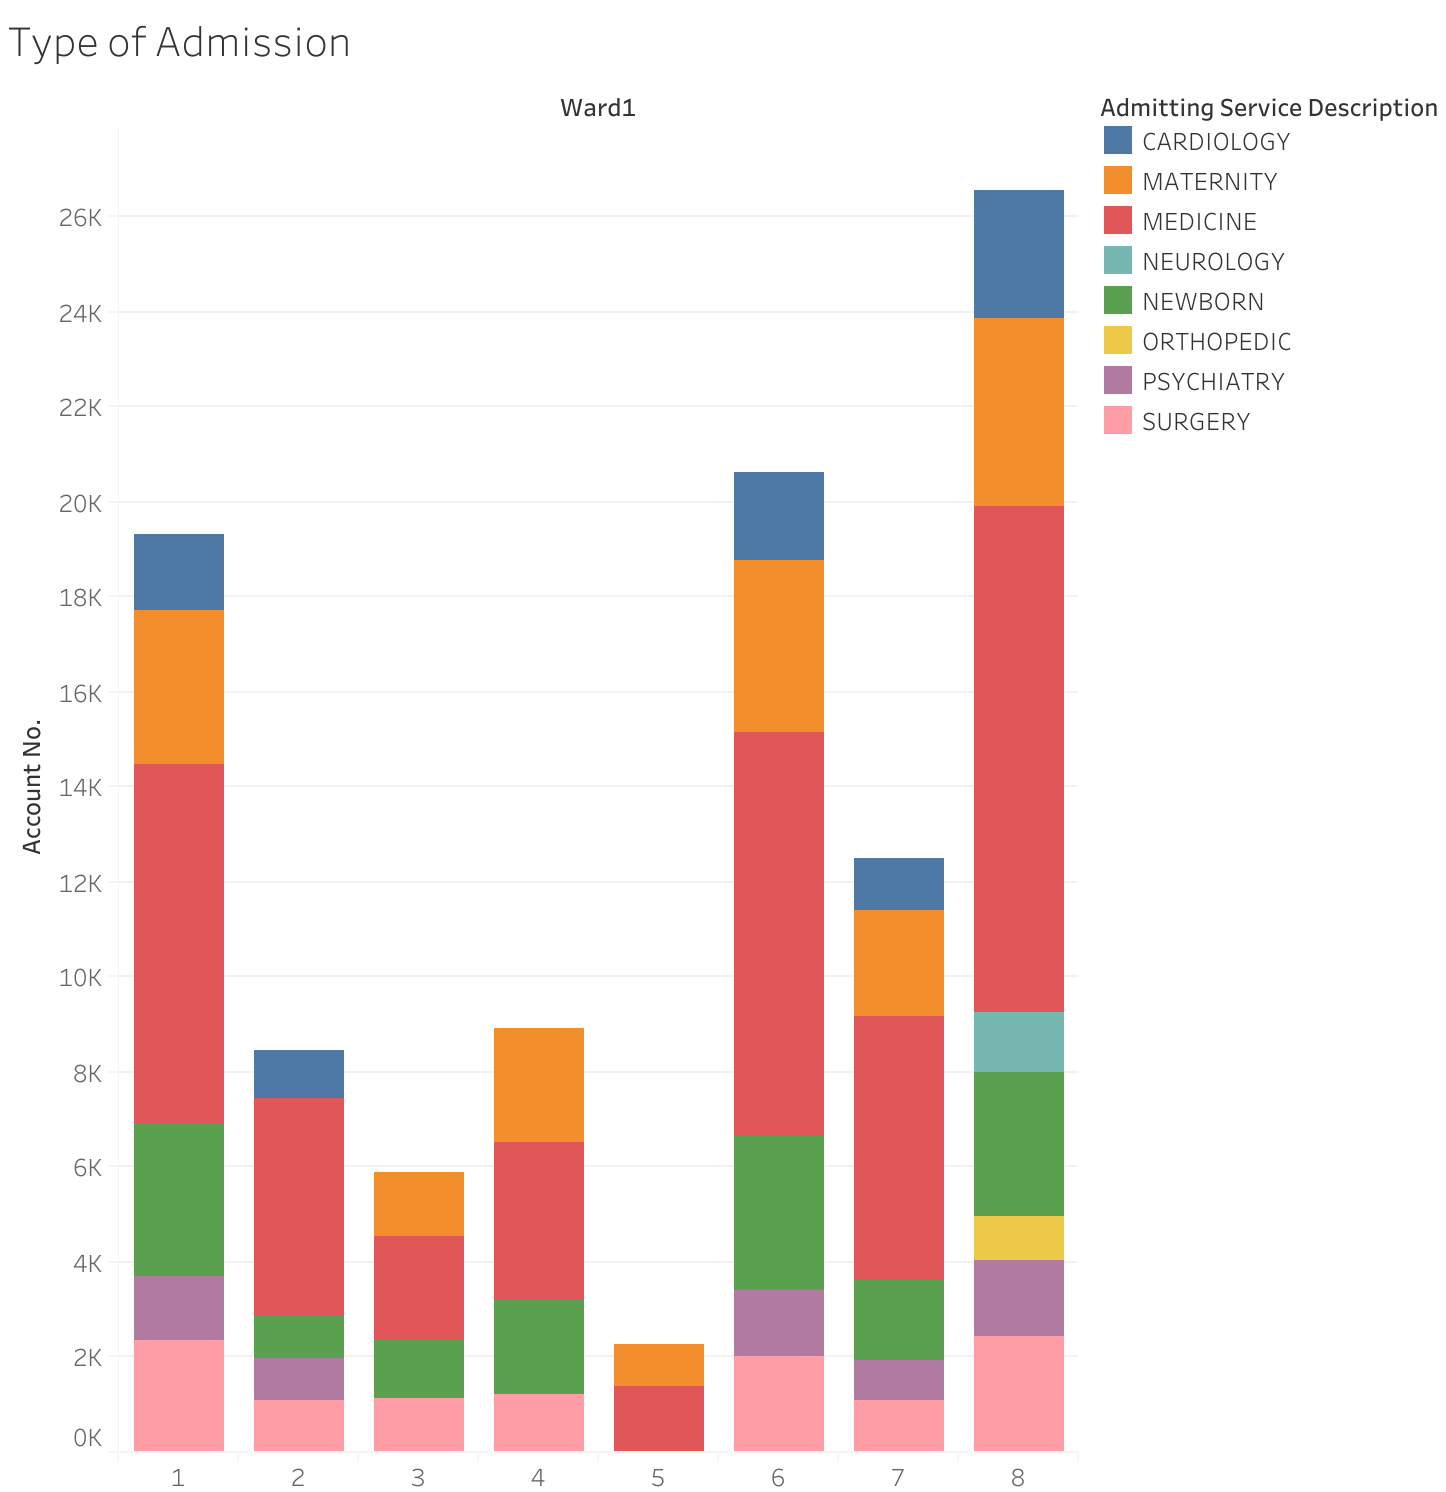 Type of Admission
Ward1
Admitting Service Description
CARDIOLOGY
MATERNITY
MEDICINE
NEUROLOGY
NEWBORN
ORTHOPEDIC
PSYCHIATRY
SURGERY
Account No.
26K
24K
22K
20K
18K
16K
14K
12K
10K
8K
6K
4K
2K
0K
1 2 3 4 5 6 7 8